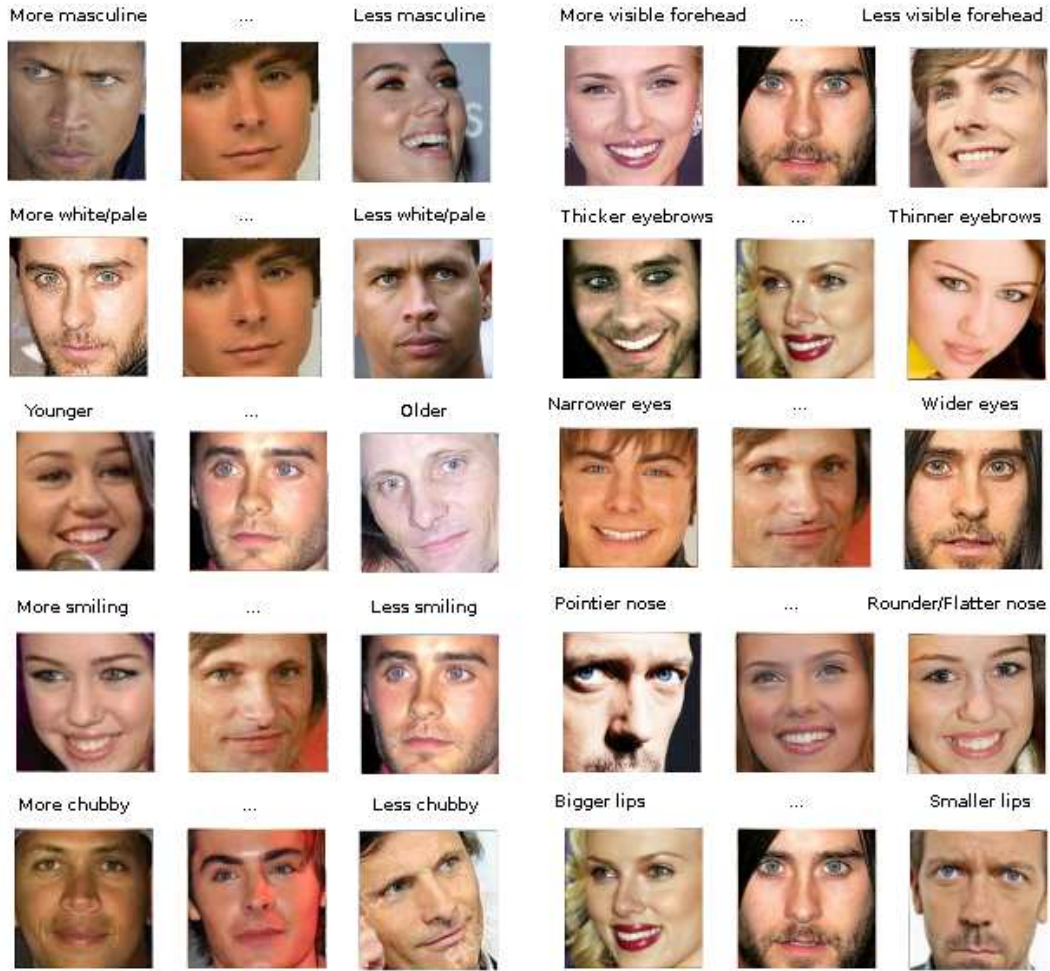 More masculine ... Less masculine
More visible forehead ... Less visible forehead
More white/pale ... Less white/pale
Thicker eyebrows ... Thinner eyebrows
Younger ... Older
Narrower eyes ... Wider eyes
More smiling ... Less smiling
Pointier nose ... Rounder/Flatter nose
More chubby ... Less chubby
Bigger lips ... Smaller lips